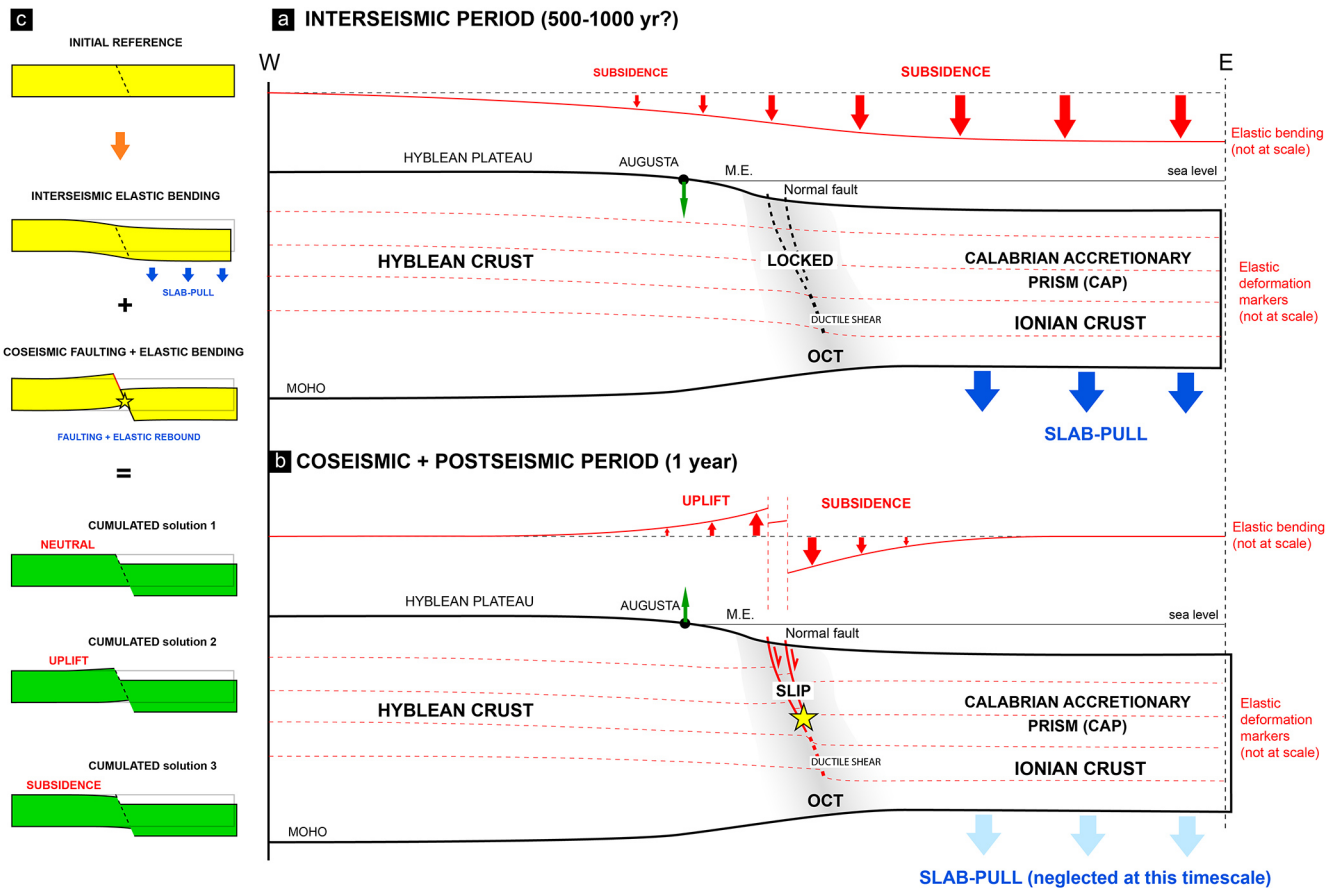 c
INITIAL REFERENCE
INTERSEISMIC ELASTIC BENDING
SLAB-PULL
+
COSEISMIC FAULTING + ELASTIC BENDING
FAULTING + ELASTIC REBOUND
=
CUMULATED solution 1
NEUTRAL
CUMULATED solution 2
UPLIFT
CUMULATED solution 3
SUBSIDENCE
a INTERSEISMIC PERIOD (500-1000 yr?)
W
E
SUBSIDENCE
SUBSIDENCE
Elastic bending
(not at scale)
HYBLEAN PLATEAU
AUGUSTA
M.E.
sea level
Normal fault
HYBLEAN CRUST
LOCKED
CALABRIAN ACCRETIONARY
PRISM (CAP)
Elastic
deformation
markers
(not at scale)
DUCTILE SHEAR
IONIAN CRUST
OCT
MOHO
SLAB-PULL
b COSEISMIC + POSTSEISMIC PERIOD (1 year)
UPLIFT
SUBSIDENCE
Elastic bending
(not at scale)
HYBLEAN PLATEAU
AUGUSTA
M.E.
sea level
Normal fault
SLIP
HYBLEAN CRUST
CALABRIAN ACCRETIONARY
PRISM (CAP)
Elastic
deformation
markers
(not at scale)
DUCTILE SHEAR
IONIAN CRUST
OCT
MOHO
SLAB-PULL (neglected at this timescale)